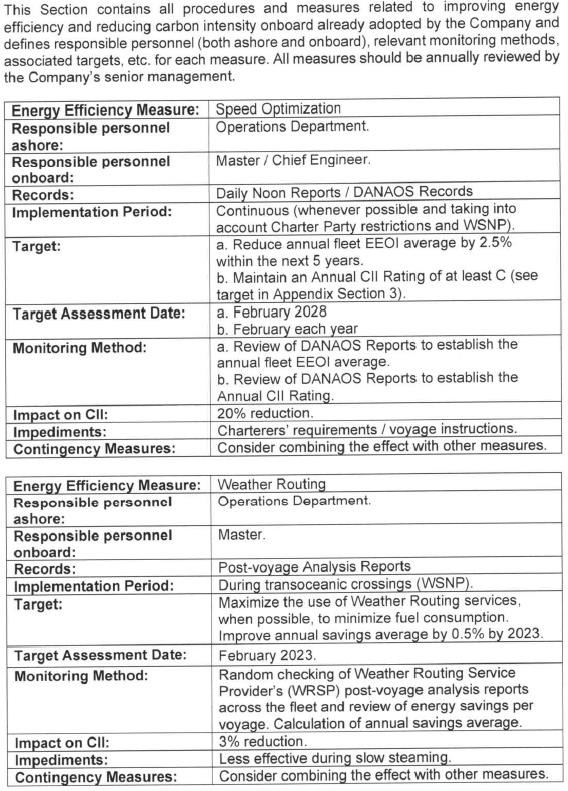 This Section contains all procedures and measures related to improving energy
efficiency and reducing carbon intensity onboard already adopted by the Company and
defines responsible personnel (both ashore and onboard), relevant monitoring methods,
associated targets, etc. for each measure. All measures should be annually reviewed by
the Company's senior management.
Energy Efficiency Measure: Speed Optimization
Responsible personnel Operations Department.
ashore:
Responsible personnel Master / Chief Engineer.
onboard:
Records: Daily Noon Reports / DANAOS Records
Implementation Period: Continuous (whenever possible and taking into
account Charter Party restrictions and WSNP).
Target: a. Reduce annual fleet EEOI average by 2.5%
within the next 5 years.
b. Maintain an Annual CII Rating of at least C (see
target in Appendix Section 3).
Target Assessment Date: a. February 2028
b. February each year
Monitoring Method: a. Review of DANAOS Reports to establish the
annual fleet EEOI average.
b. Review of DANAOS Reports to establish the
Annual CII Rating.
Impact on CII: 20% reduction.
Impediments: Charterers' requirements / voyage instructions.
Contingency Measures: Consider combining the effect with other measures.
Energy Efficiency Measure: Weather Routing
Responsible personnel Operations Department.
ashore:
Responsible personnel Master.
onboard:
Records: Post-voyage Analysis Reports
Implementation Period: During transoceanic crossings (WSNP).
Target: Maximize the use of Weather Routing services,
when possible, to minimize fuel consumption.
Improve annual savings average by 0.5% by 2023.
Target Assessment Date: February 2023.
Monitoring Method: Random checking of Weather Routing Service
Provider's (WRSP) post-voyage analysis reports
across the fleet and review of energy savings per
voyage. Calculation of annual savings average.
Impact on CII: 3% reduction.
Impediments: Less effective during slow steaming.
Contingency Measures: Consider combining the effect with other measures.